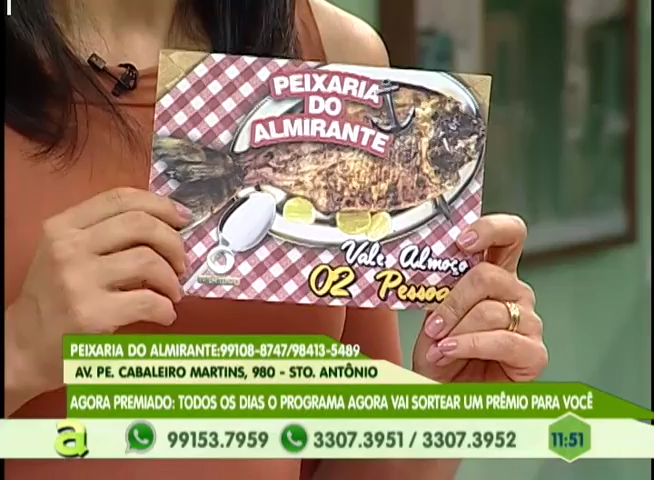 PEIXARIA
DO
ALMIRANTE
Vale Almoço
02 Pessoa
PEIXARIA DO ALMIRANTE:99108-8747/98413-5489
AV. PE. CABALEIRO MARTINS, 980 - STO. ANTÔNIO
AGORA PREMIADO: TODOS OS DIAS O PROGRAMA AGORA VAI SORTEAR UM PRÊMIO PARA VOCÊ
a 99153.7959 3307.3951 / 3307.3952 11:51